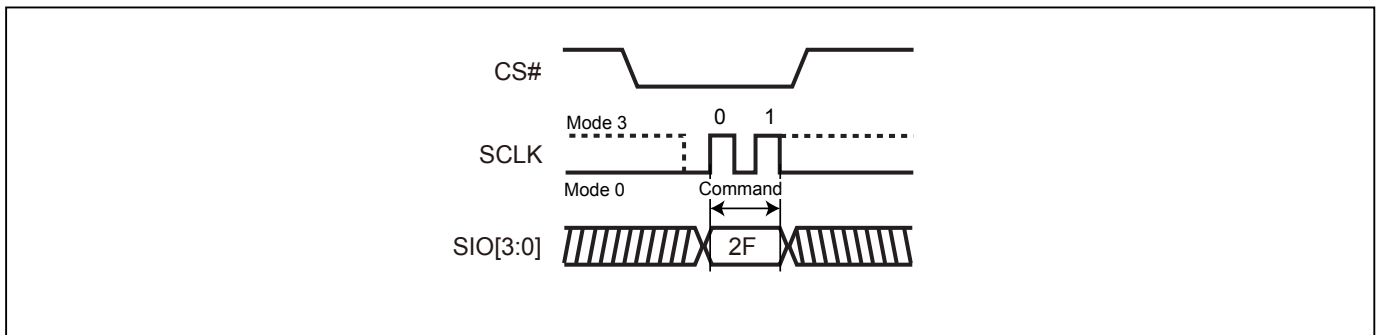 CS#
Mode 3
0 1
SCLK
Mode 0
Command
SIO[3:0]
2F